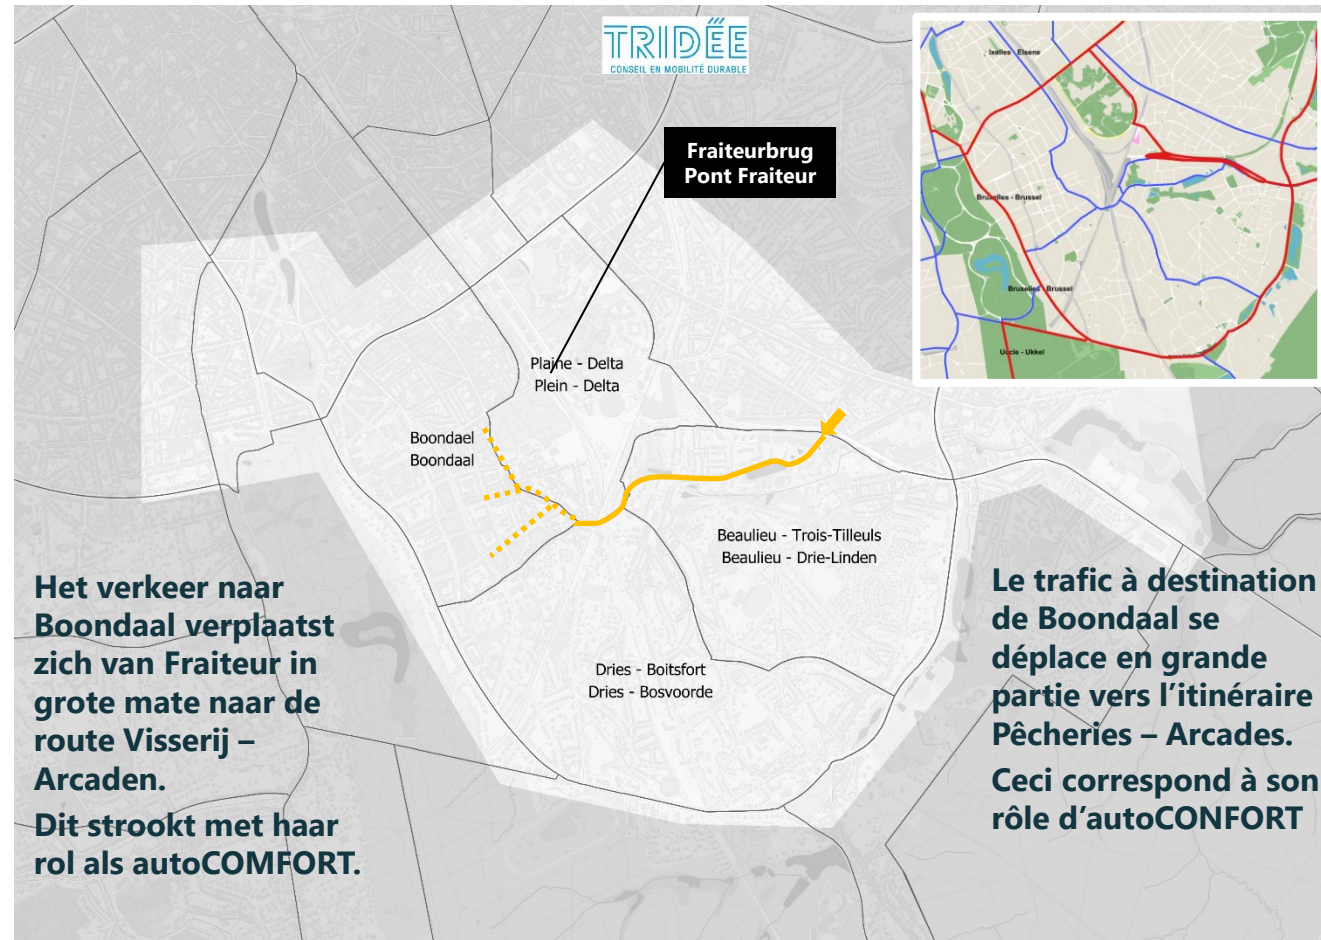 TRIDËE
CONSEIL EN MOBILITÉ DURABLE
Fraiteurbrug
Pont Fraiteur
Ixelles - Elsene
Bruxelles - Brussel
Bruxelles - Brussel
Uccle - Ukkel
Plaine - Delta
Plein - Delta
Boondael
Boondaal
Beaulieu - Trois-Tilleuls
Beaulieu - Drie-Linden
Dries - Boitsfort
Dries - Bosvoorde
Het verkeer naar
Boondaal verplaatst
zich van Fraiteur in
grote mate naar de
route Visserij –
Arcaden.
Dit strookt met haar
rol als autoCOMFORT.
Le trafic à destination
de Boondaal se
déplace en grande
partie vers l’itinéraire
Pêcheries – Arcades.
Ceci correspond à son
rôle d’autoCONFORT